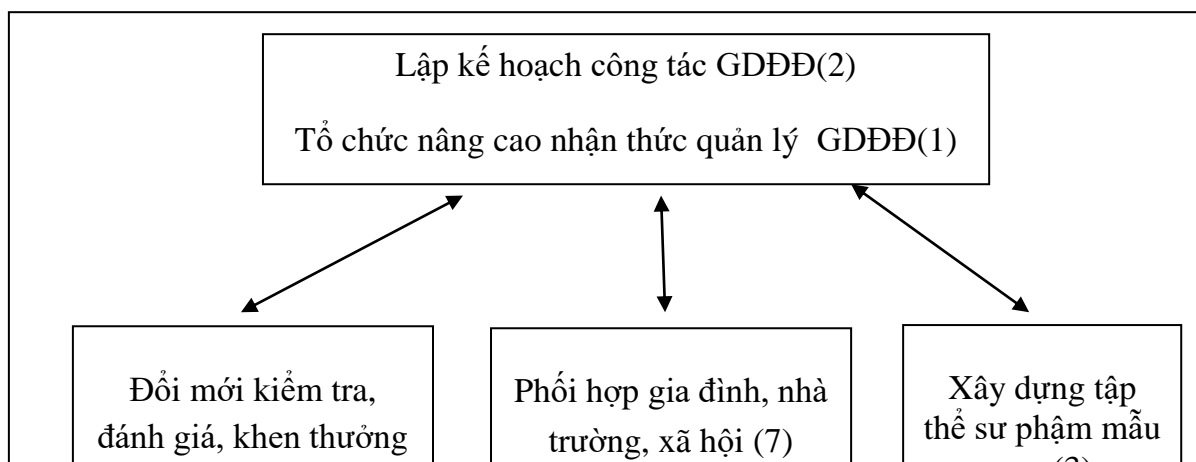 Lập kế hoạch công tác GDĐĐ(2)
Tổ chức nâng cao nhận thức quản lý GDĐĐ(1)
Đổi mới kiểm tra,
đánh giá, khen thưởng
Phối hợp gia đình, nhà
trường, xã hội (7)
Xây dựng tập
thể sư phạm mẫu